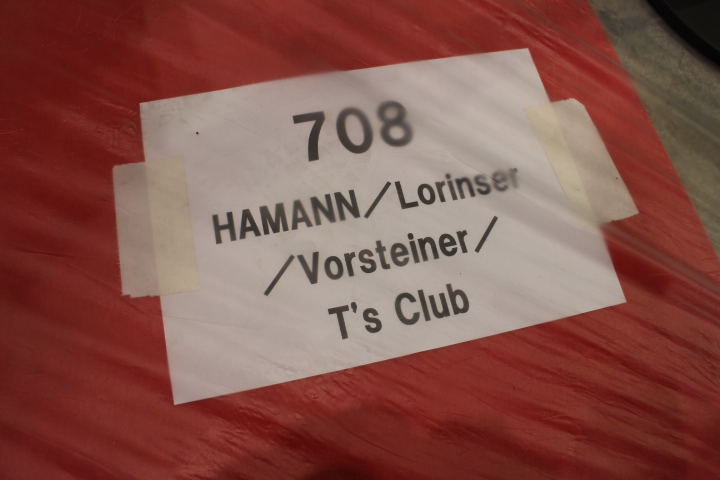 708
HAMANN／Lorinser
／Vorsteiner／
T's Club